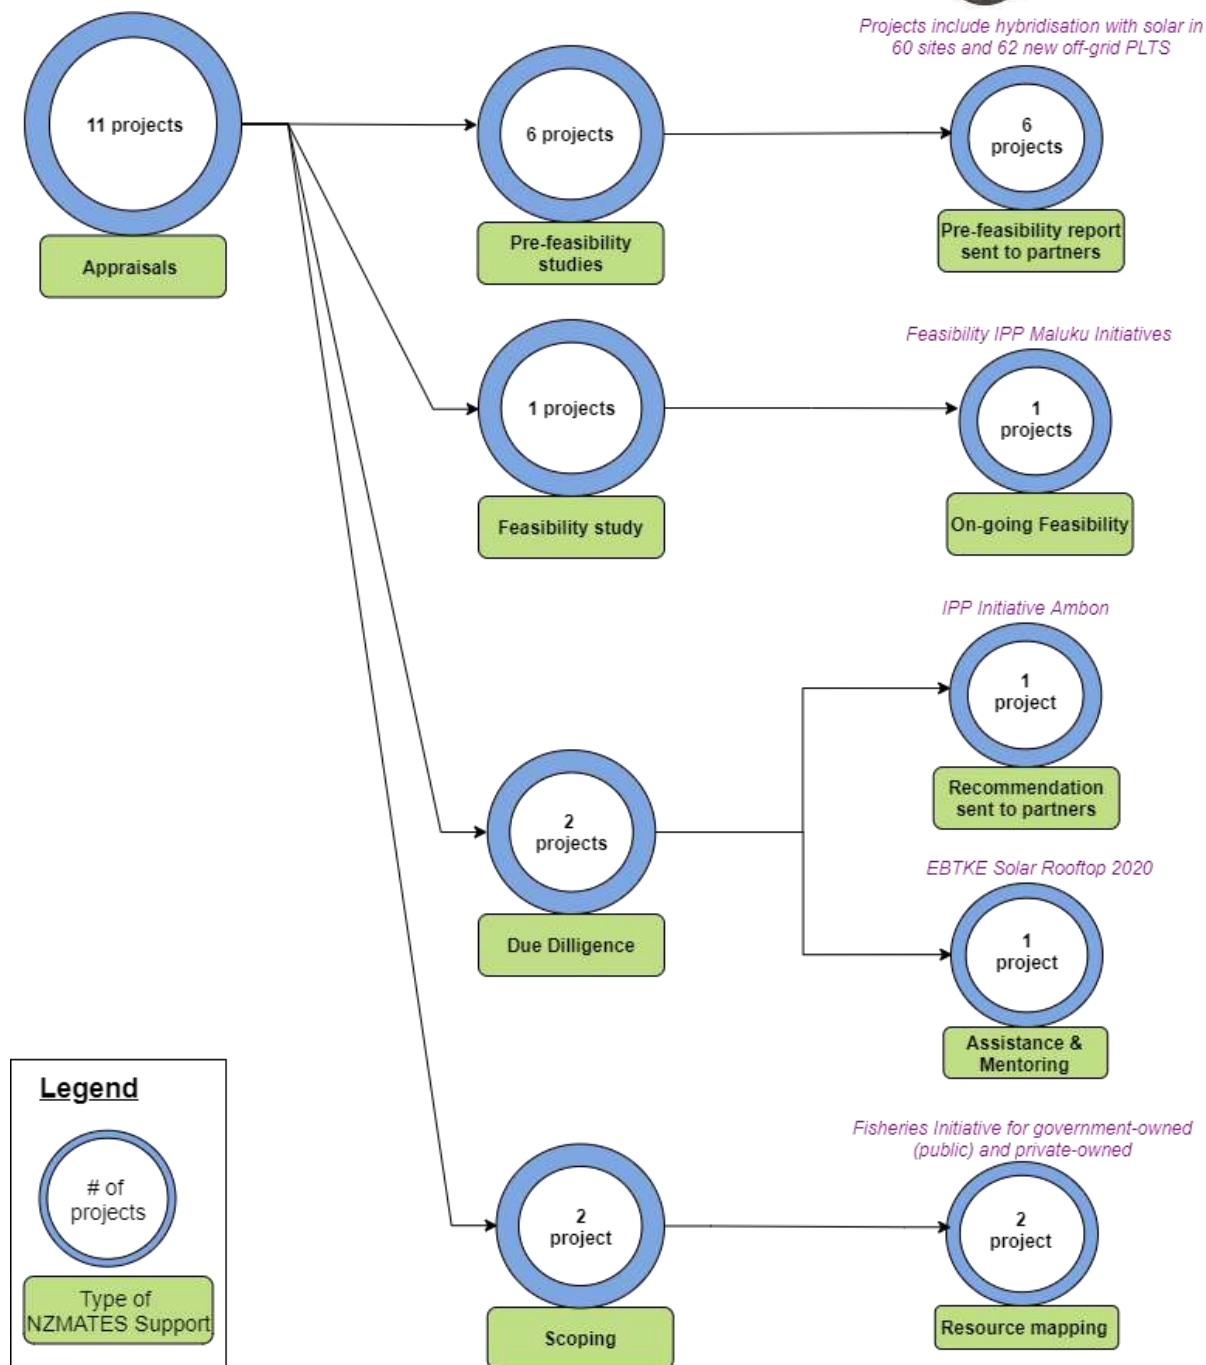 Projects include hybridisation with solar in
60 sites and 62 new off-grid PLTS
11 projects
Appraisals
6 projects
Pre-feasibility
studies
6
projects
Pre-feasibility report
sent to partners
Feasibility IPP Maluku Initiatives
1 projects
Feasibility study
1
projects
On-going Feasibility
IPP Initiative Ambon
1
project
Recommendation
sent to partners
2
projects
Due Dilligence
EBTKE Solar Rooftop 2020
1
project
Assistance &
Mentoring
Fisheries Initiative for government-owned
(public) and private-owned
2
project
Scoping
2
project
Resource mapping
Legend
# of
projects
Type of
NZMATES Support